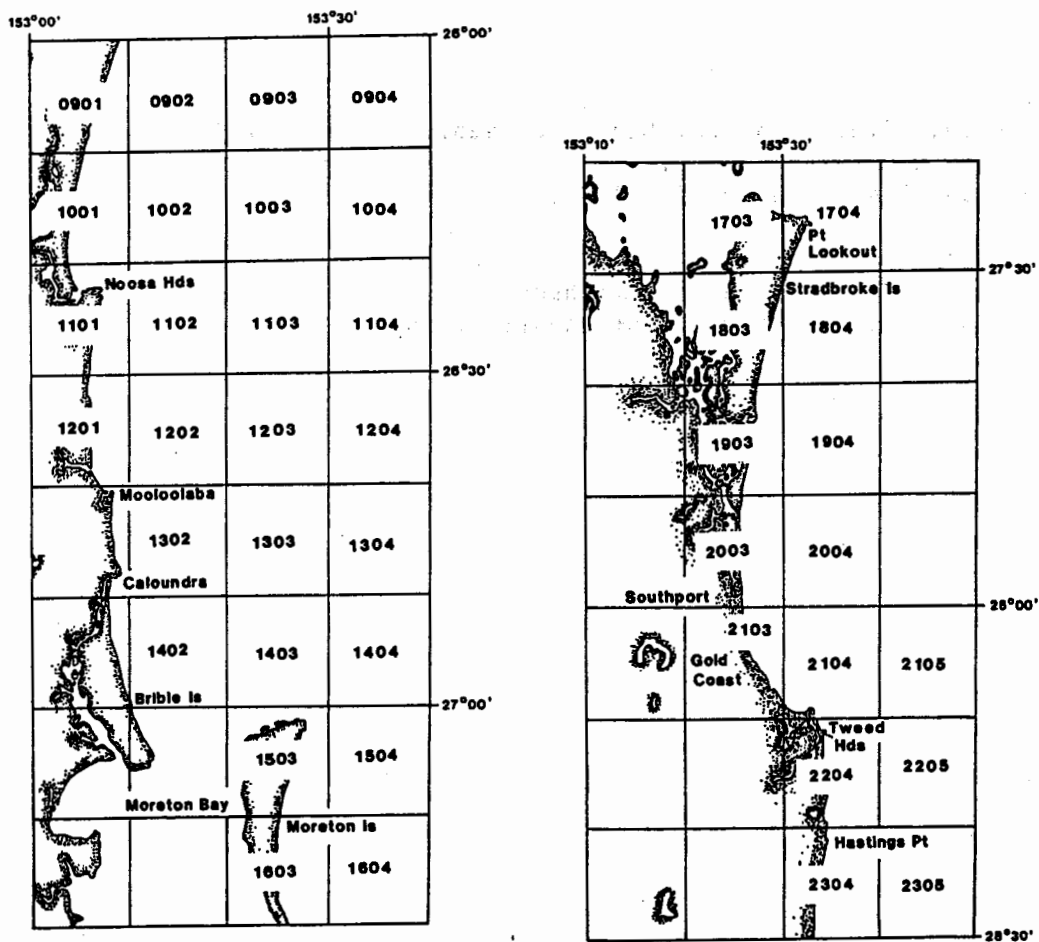 153°00'
153°30'
26°00'
0901 0902 0903 0904
1001 1002 1003 1004
Noosa Hds
1101 1102 1103 1104
26°30'
1201 1202 1203 1204
Mooloolaba
1302 1303 1304
Caloundra
1402 1403 1404
Bribie Is
27°00'
1503 1504
Moreton Bay
Moreton Is
1603 1604
153°10'
153°30'
1703 1704
Pt
Lookout
27°30'
Stradbroke Is
1803 1804
1903 1904
2003 2004
Southport
28°00'
2103
Gold
Coast
2104 2105
Tweed
Hds
2204 2205
Hastings Pt
2304 2305
28°30'